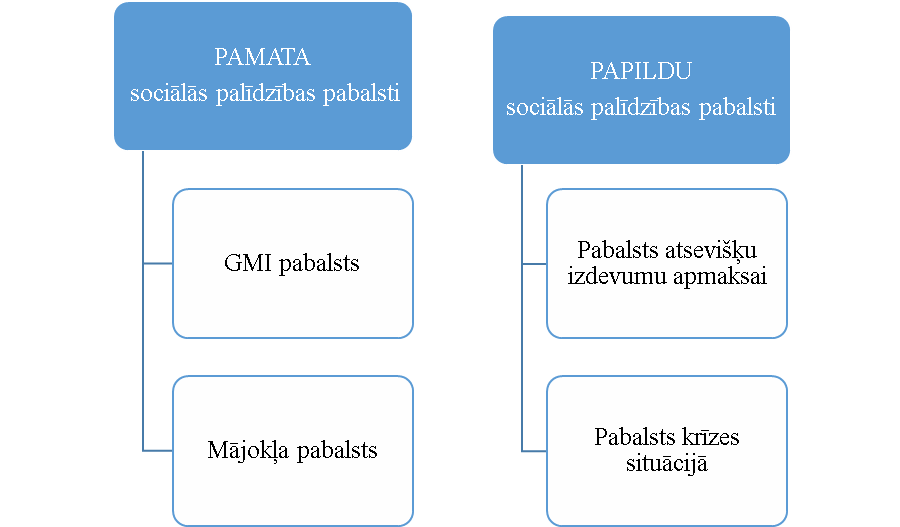 PAMATA
sociālās palīdzības pabalsti
GMI pabalsts
Mājokļa pabalsts
PAPILDU
sociālās palīdzības pabalsti
Pabalsts atsevišķu
izdevumu apmaksai
Pabalsts krīzes
situācijā